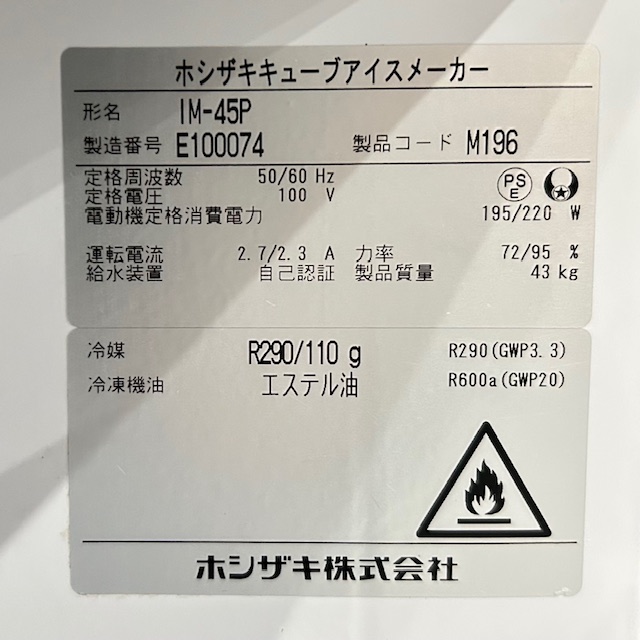 ホシザキキューブアイスメーカー
形名 IM-45P
製造番号 E100074 製品コード M196
定格周波数 50/60 Hz PS E
定格電圧 100 V
電動機定格消費電力 195/220 W
運転電流 2.7/2.3 A 力率 72/95 %
給水装置 自己認証 製品質量 43 kg
冷媒 R290/110 g R290(GWP3.3)
冷凍機油 エステル油 R600a(GWP20)
ホシザキ株式会社